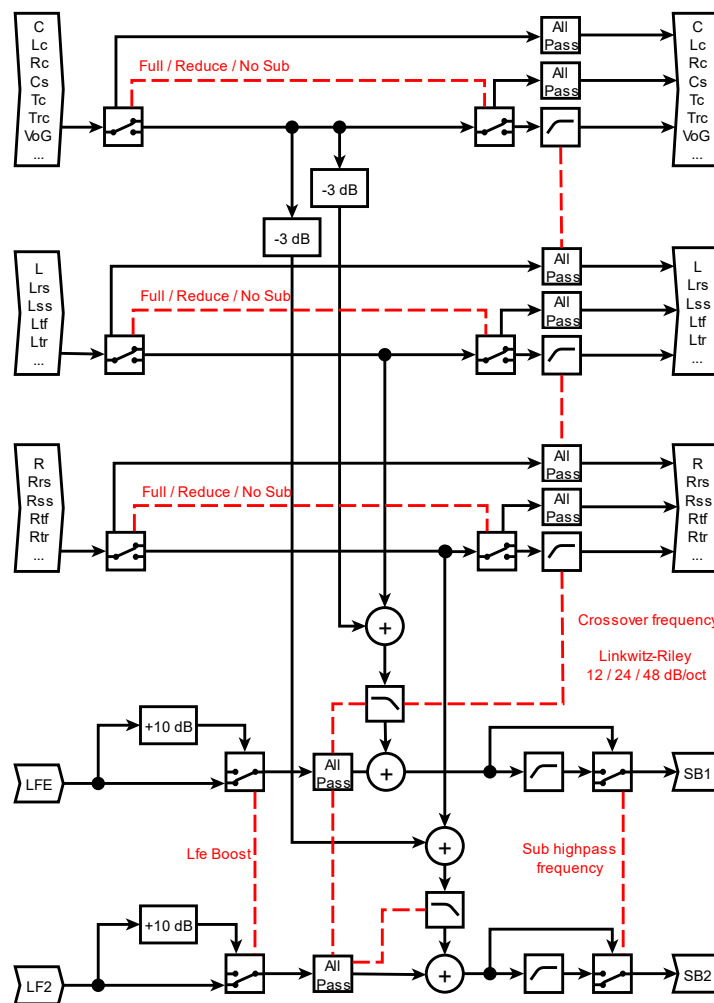 C
Lc
Rc
Cs
Tc
Trc
VoG
...
Full / Reduce / No Sub
All
Pass
All
Pass
C
Lc
Rc
Cs
Tc
Trc
VoG
...
-3 dB
-3 dB
L
Lrs
Lss
Ltf
Ltr
...
Full / Reduce / No Sub
All
Pass
All
Pass
L
Lrs
Lss
Ltf
Ltr
...
R
Rrs
Rss
Rtf
Rtr
...
Full / Reduce / No Sub
All
Pass
All
Pass
R
Rrs
Rss
Rtf
Rtr
...
+
Crossover frequency
Linkwitz-Riley
12 / 24 / 48 dB/oct
+10 dB
LFE
All
Pass
+
SB1
Lfe Boost
+
Sub highpass
frequency
+10 dB
LF2
All
Pass
+
SB2